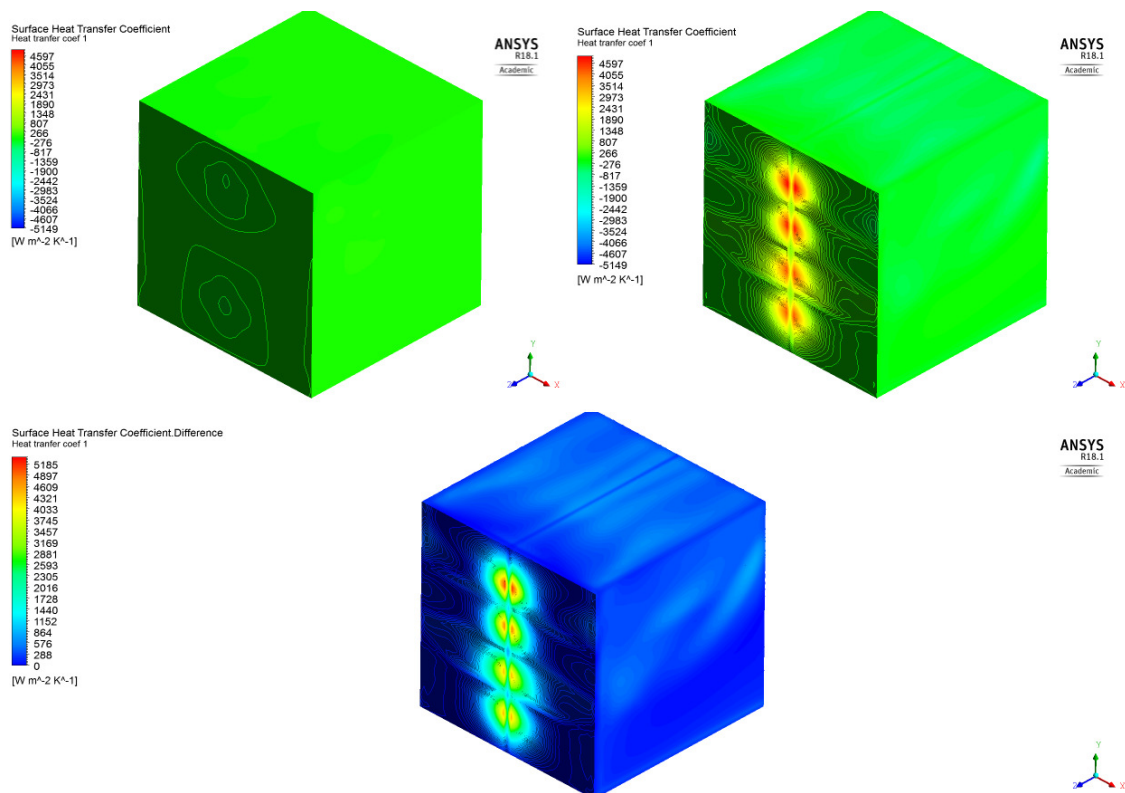 Surface Heat Transfer Coefficient
Heat tranfer coef 1
4597
4055
3514
2973
2431
1890
1348
807
266
-276
-817
-1359
-1900
-2442
-2983
-3524
-4066
-4607
-5149
[W m^-2 K^-1]
ANSYS
R18.1
Academic
Y
Z
X
Surface Heat Transfer Coefficient
Heat tranfer coef 1
4597
4055
3514
2973
2431
1890
1348
807
266
-276
-817
-1359
-1900
-2442
-2983
-3524
-4066
-4607
-5149
[W m^-2 K^-1]
ANSYS
R18.1
Academic
Y
Z
X
Surface Heat Transfer Coefficient.Difference
Heat tranfer coef 1
5185
4897
4609
4321
4033
3745
3457
3169
2881
2593
2305
2016
1728
1440
1152
864
576
288
0
[W m^-2 K^-1]
ANSYS
R18.1
Academic
Y
Z
X